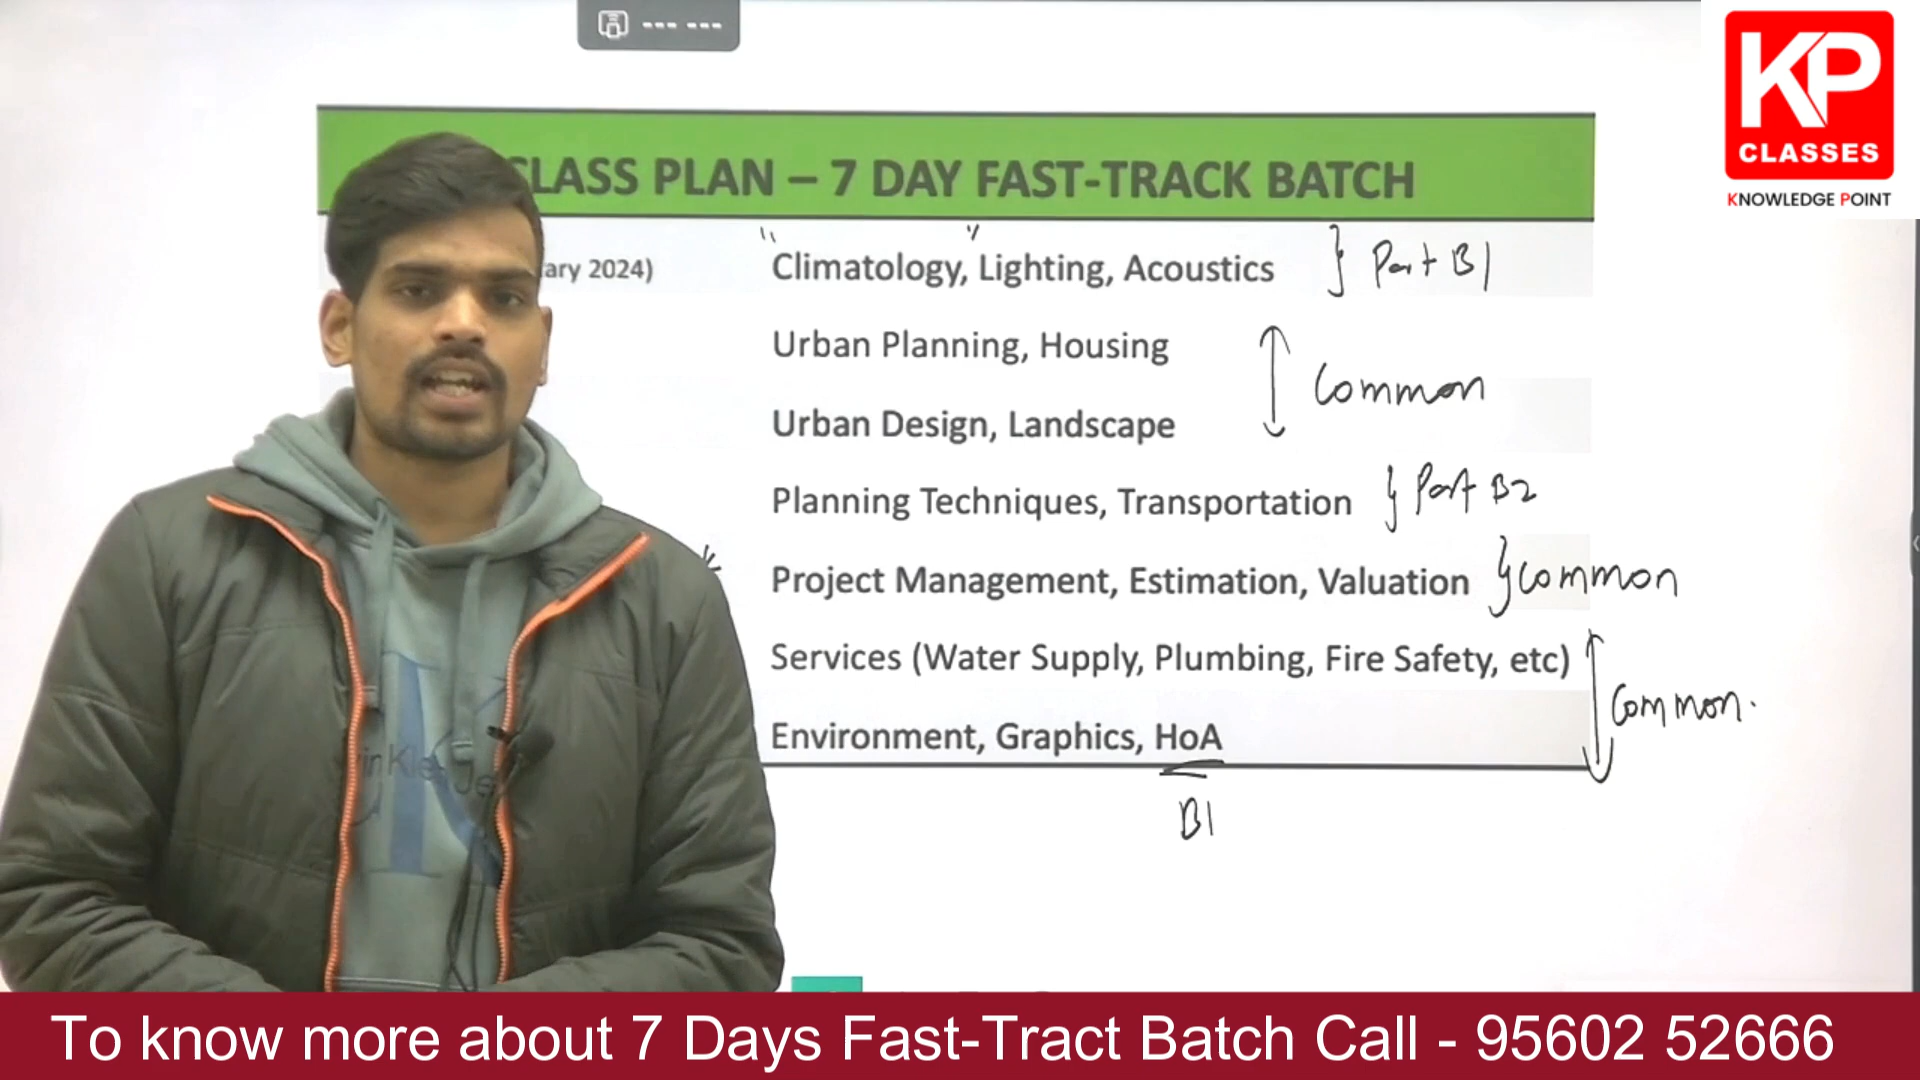 KP
CLASSES
KNOWLEDGE POINT
CLASS PLAN – 7 DAY FAST-TRACK BATCH
ary 2024)
"Climatology," Lighting, Acoustics } Part B1
Urban Planning, Housing
Common
Urban Design, Landscape
Planning Techniques, Transportation } Part B2
Project Management, Estimation, Valuation } Common
Services (Water Supply, Plumbing, Fire Safety, etc)
Common.
Environment, Graphics, HoA
B1
To know more about 7 Days Fast-Tract Batch Call - 95602 52666